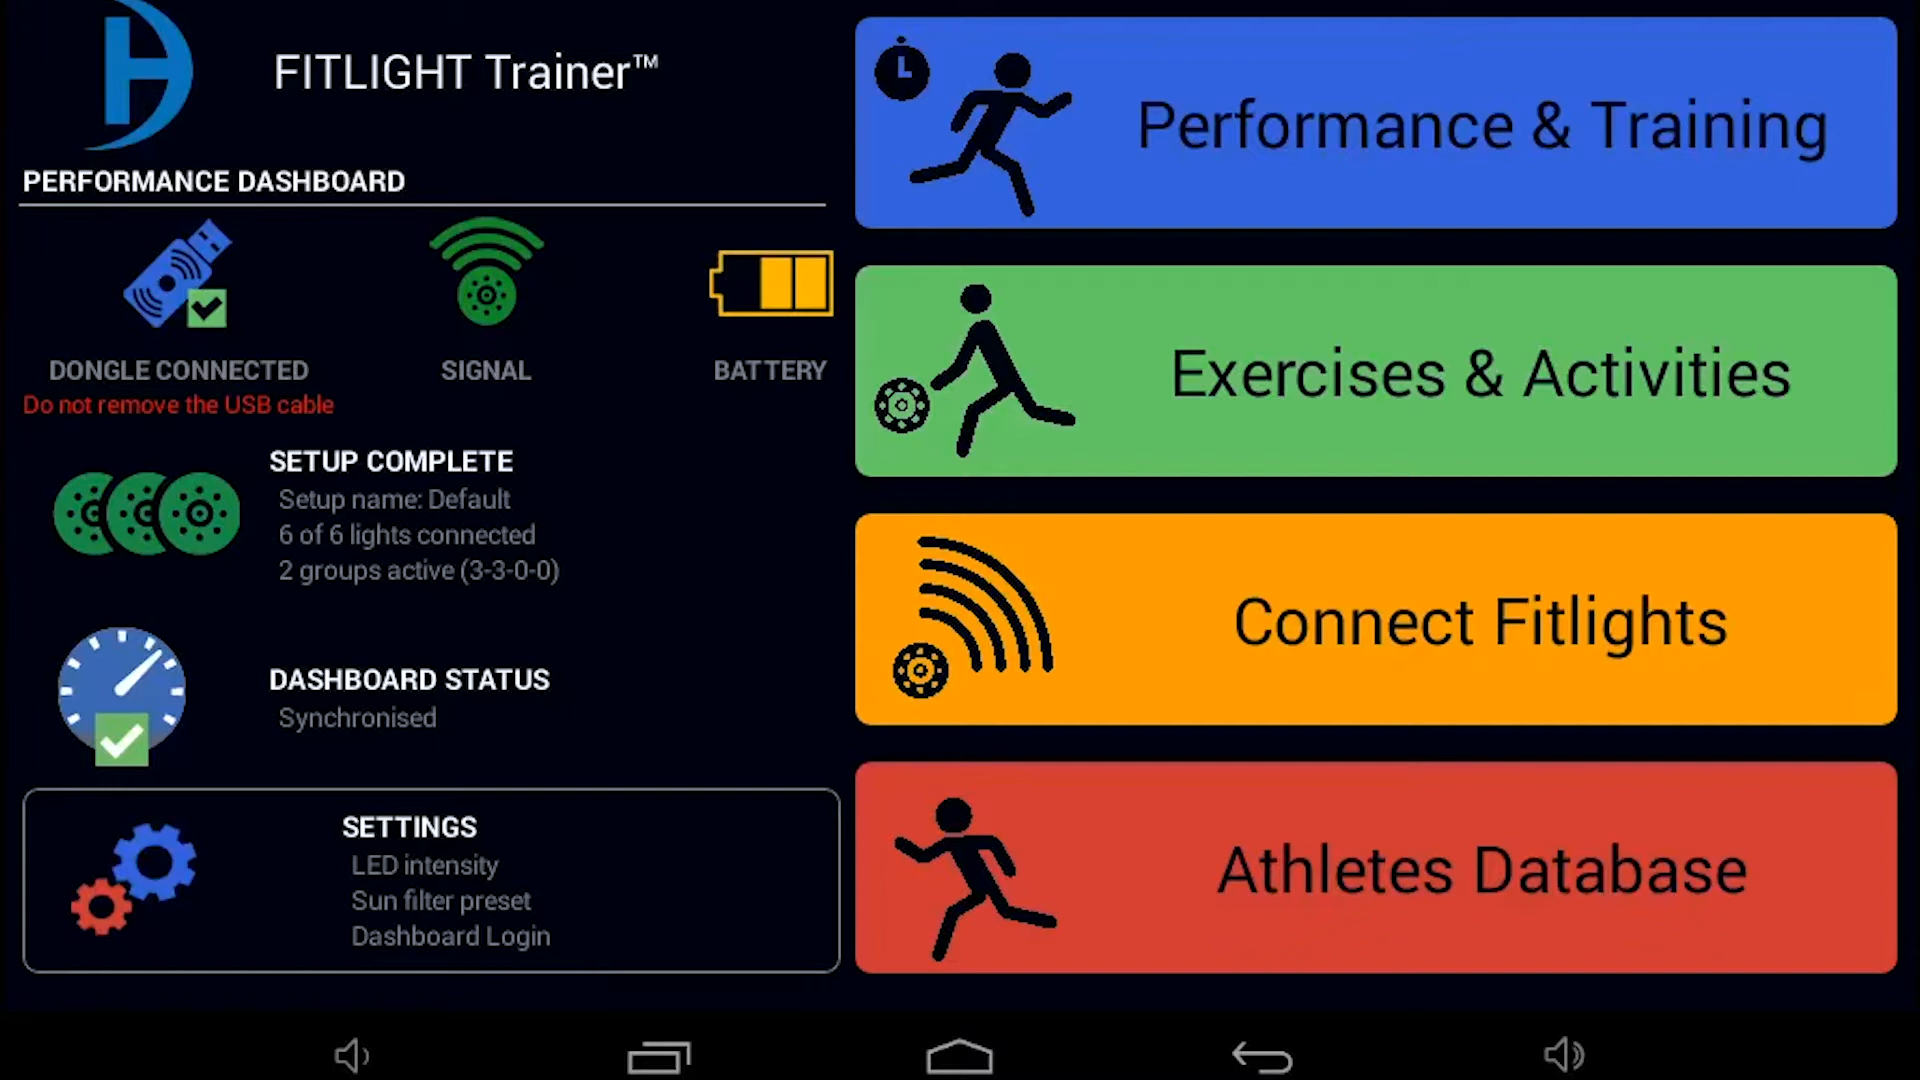 FITLIGHT Trainer™
PERFORMANCE DASHBOARD
DONGLE CONNECTED
Do not remove the USB cable
SIGNAL
BATTERY
SETUP COMPLETE
Setup name: Default
6 of 6 lights connected
2 groups active (3-3-0-0)
DASHBOARD STATUS
Synchronised
SETTINGS
LED intensity
Sun filter preset
Dashboard Login
Performance & Training
Exercises & Activities
Connect Fitlights
Athletes Database